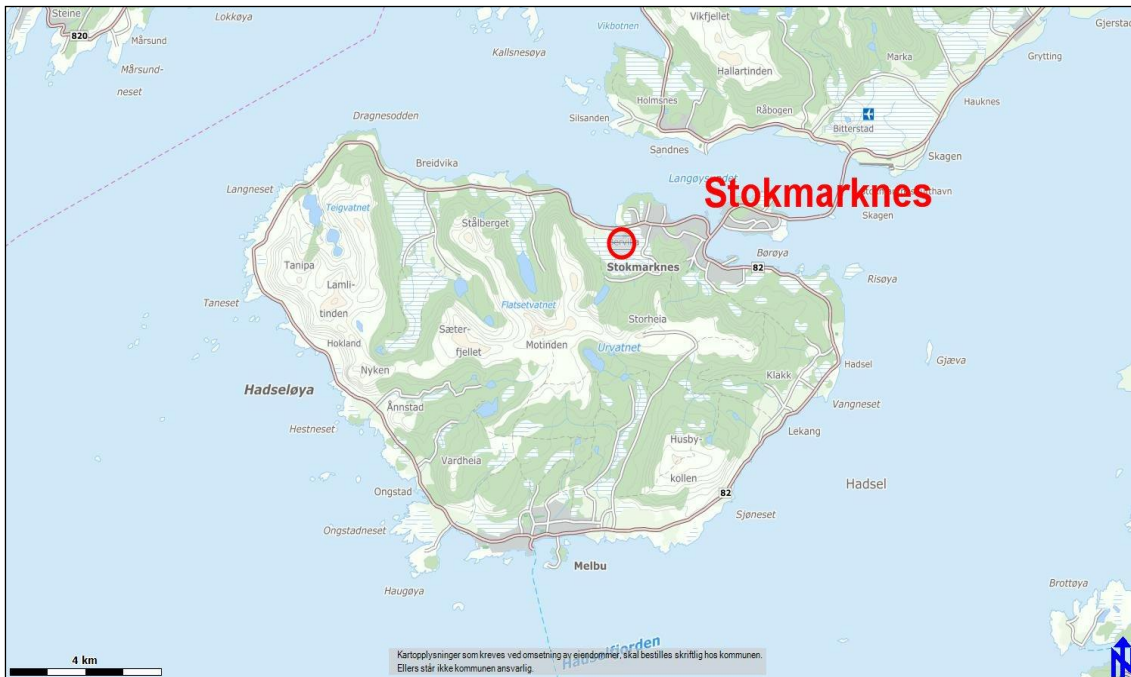 Steine
Lokkøya
820
Mårsund
Mårsund-
neset
Kallsnesøya
Vikbotnen
Vikfjellet
Hallartinden
Marka
Gjerstad
Grytting
Hauknes
Holmsnes
Silsanden
Råbogen
Bitterstad
Sandnes
Skagen
Dragnesodden
Breidvika
Langneset
Teigvatnet
Stålberget
Stokmarknes
Skagen
Stokmarknes
Børøya
82
Risøya
Tanipa
Lamli-
tinden
Taneset
Hokland
Flatsetvatnet
Sæter-
fjellet
Motinden
Storheia
Urvatnet
Nyken
Hadseløya
Ånnstad
Hestneset
Klakk
Hadsel
Gjæva
Vangneset
Lekang
Husby-
kollen
Vardheia
Ongstad
82
Hadsel
Sjøneset
Ongstadneset
Melbu
Haugøya
Brottøya
Hadselfjorden
4 km
Kartopplysninger som kreves ved omsetning av eiendommer, skal bestilles skriftlig hos kommunen.
Ellers står ikke kommunen ansvarlig.
N